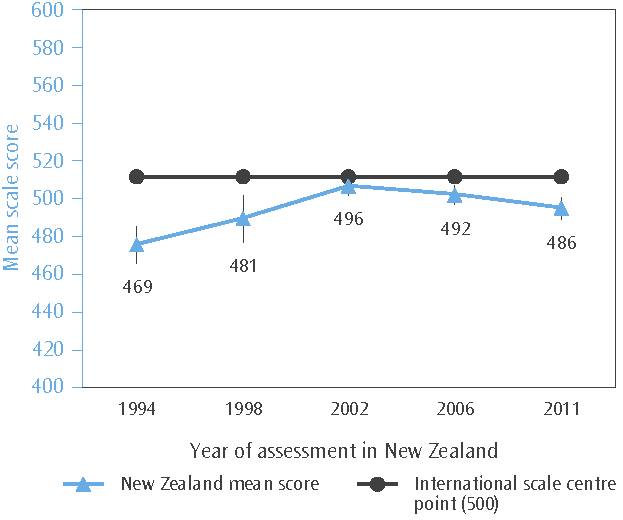 600
580
560
540
520
500
480
460
440
420
400
Mean scale score
469
481
496
492
486
1994 1998 2002 2006 2011
Year of assessment in New Zealand
New Zealand mean score
International scale centre
point (500)